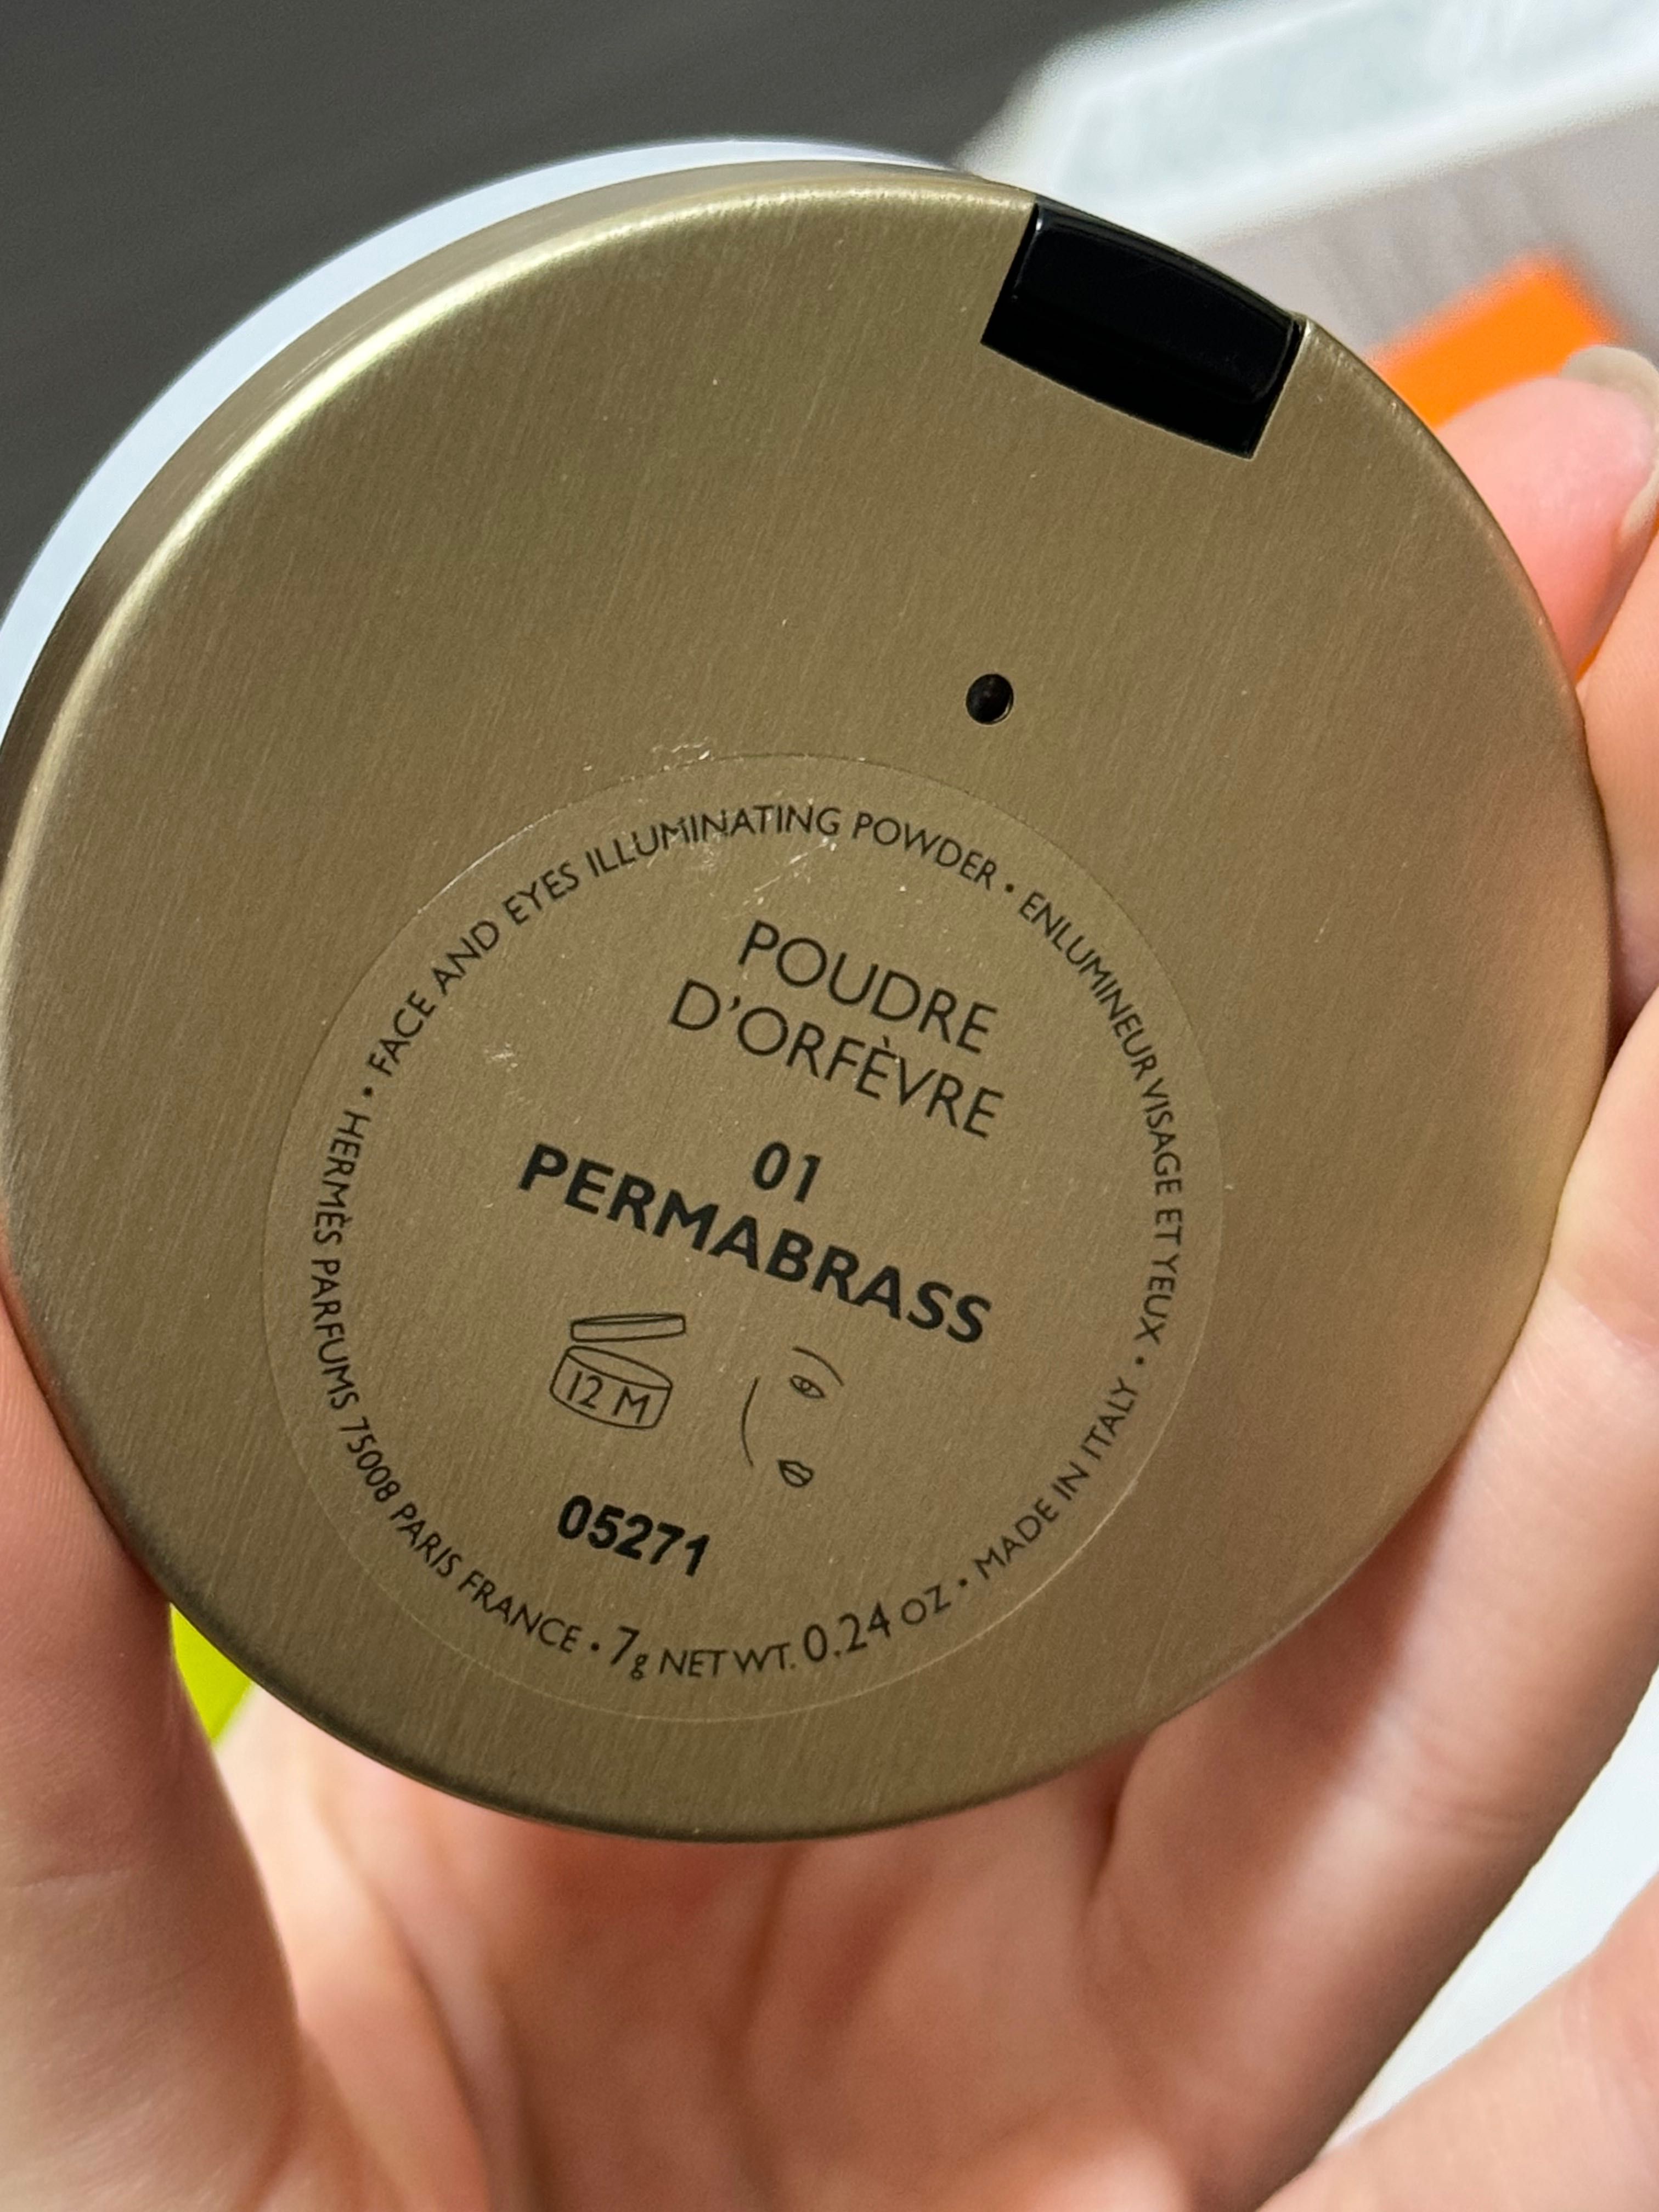 HERMÈS PARFUMS 75008 PARIS FRANCE • FACE AND EYES ILLUMINATING POWDER • ENLUMINEUR VISAGE ET YEUX •
POUDRE
D'ORFÈVRE
01
PERMABRASS
12 M
05271
7g NET WT. 0.24 OZ • MADE IN ITALY •